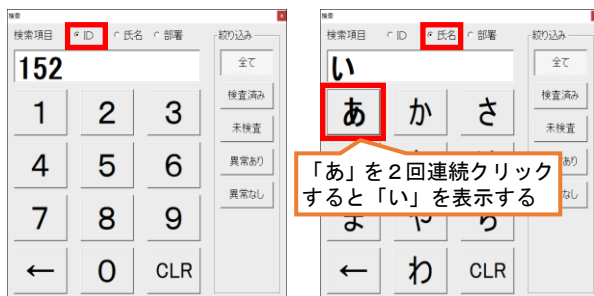 検索
検索項目 ID 氏名 部署 絞り込み
152
全て
検査済み
未検査
異常あり
異常なし
1 2 3
4 5 6
7 8 9
← 0 CLR
検索
検索項目 ID 氏名 部署 絞り込み
い
全て
検査済み
未検査
あり
なし
あ か さ
「あ」を２回連続クリック
すると「い」を表示する
ま や ら
← わ CLR